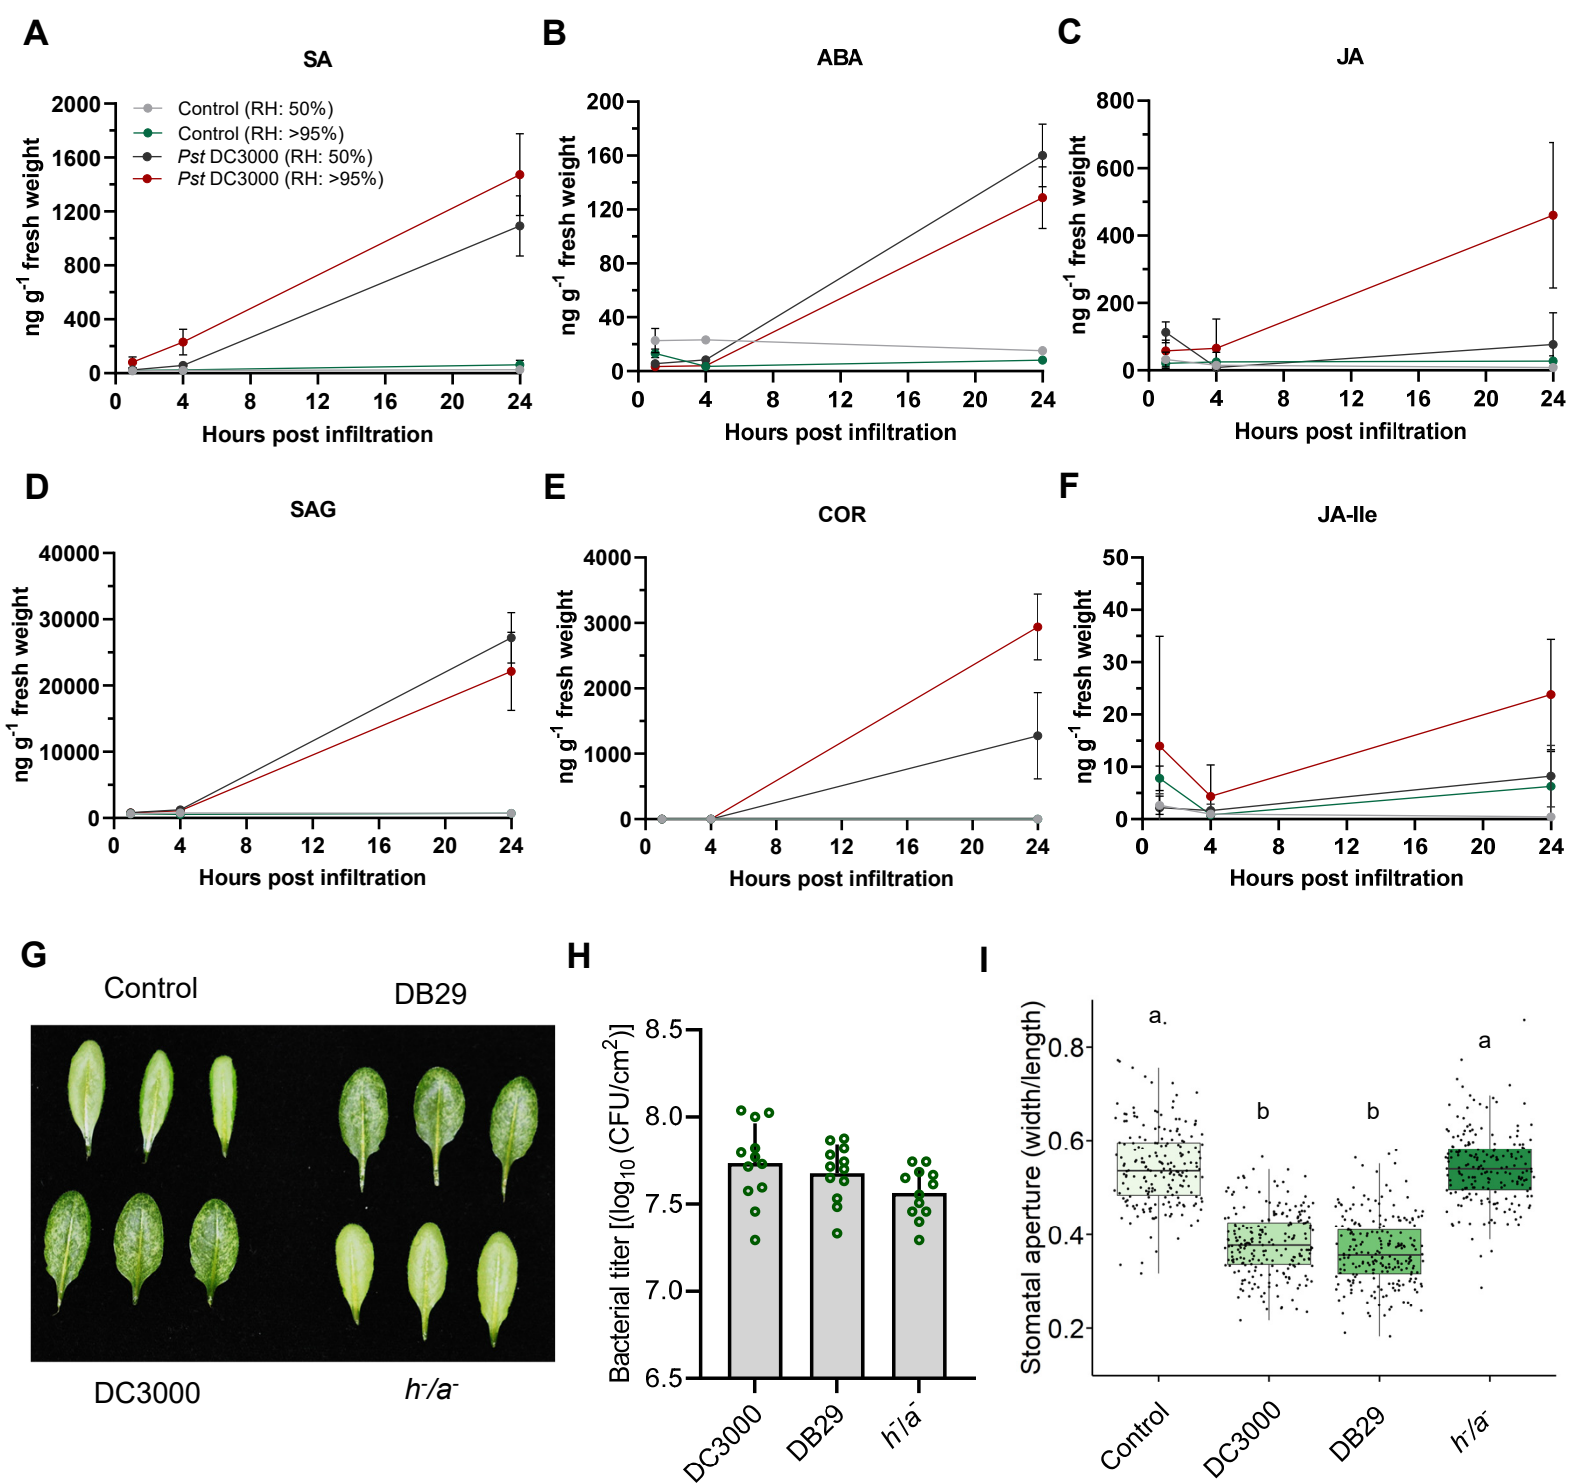 A
SA
ng g-1 fresh weight
2000
1600
1200
800
400
0
Control (RH: 50%)
Control (RH: >95%)
Pst DC3000 (RH: 50%)
Pst DC3000 (RH: >95%)
0 4 8 12 16 20 24
Hours post infiltration
B
ABA
ng g-1 fresh weight
200
160
120
80
40
0
0 4 8 12 16 20 24
Hours post infiltration
C
JA
ng g-1 fresh weight
800
600
400
200
0
0 4 8 12 16 20 24
Hours post infiltration
D
SAG
ng g-1 fresh weight
40000
30000
20000
10000
0
0 4 8 12 16 20 24
Hours post infiltration
E
COR
ng g-1 fresh weight
4000
3000
2000
1000
0
0 4 8 12 16 20 24
Hours post infiltration
F
JA-Ile
ng g-1 fresh weight
50
40
30
20
10
0
0 4 8 12 16 20 24
Hours post infiltration
G
Control
DB29
DC3000
h-/a-
H
Bacterial titer [(log10 (CFU/cm2)]
8.5
8.0
7.5
7.0
6.5
DC3000
DB29
h-/a-
I
Stomatal aperture (width/length)
0.8
0.6
0.4
0.2
a
b
b
a
Control
DC3000
DB29
h-/a-